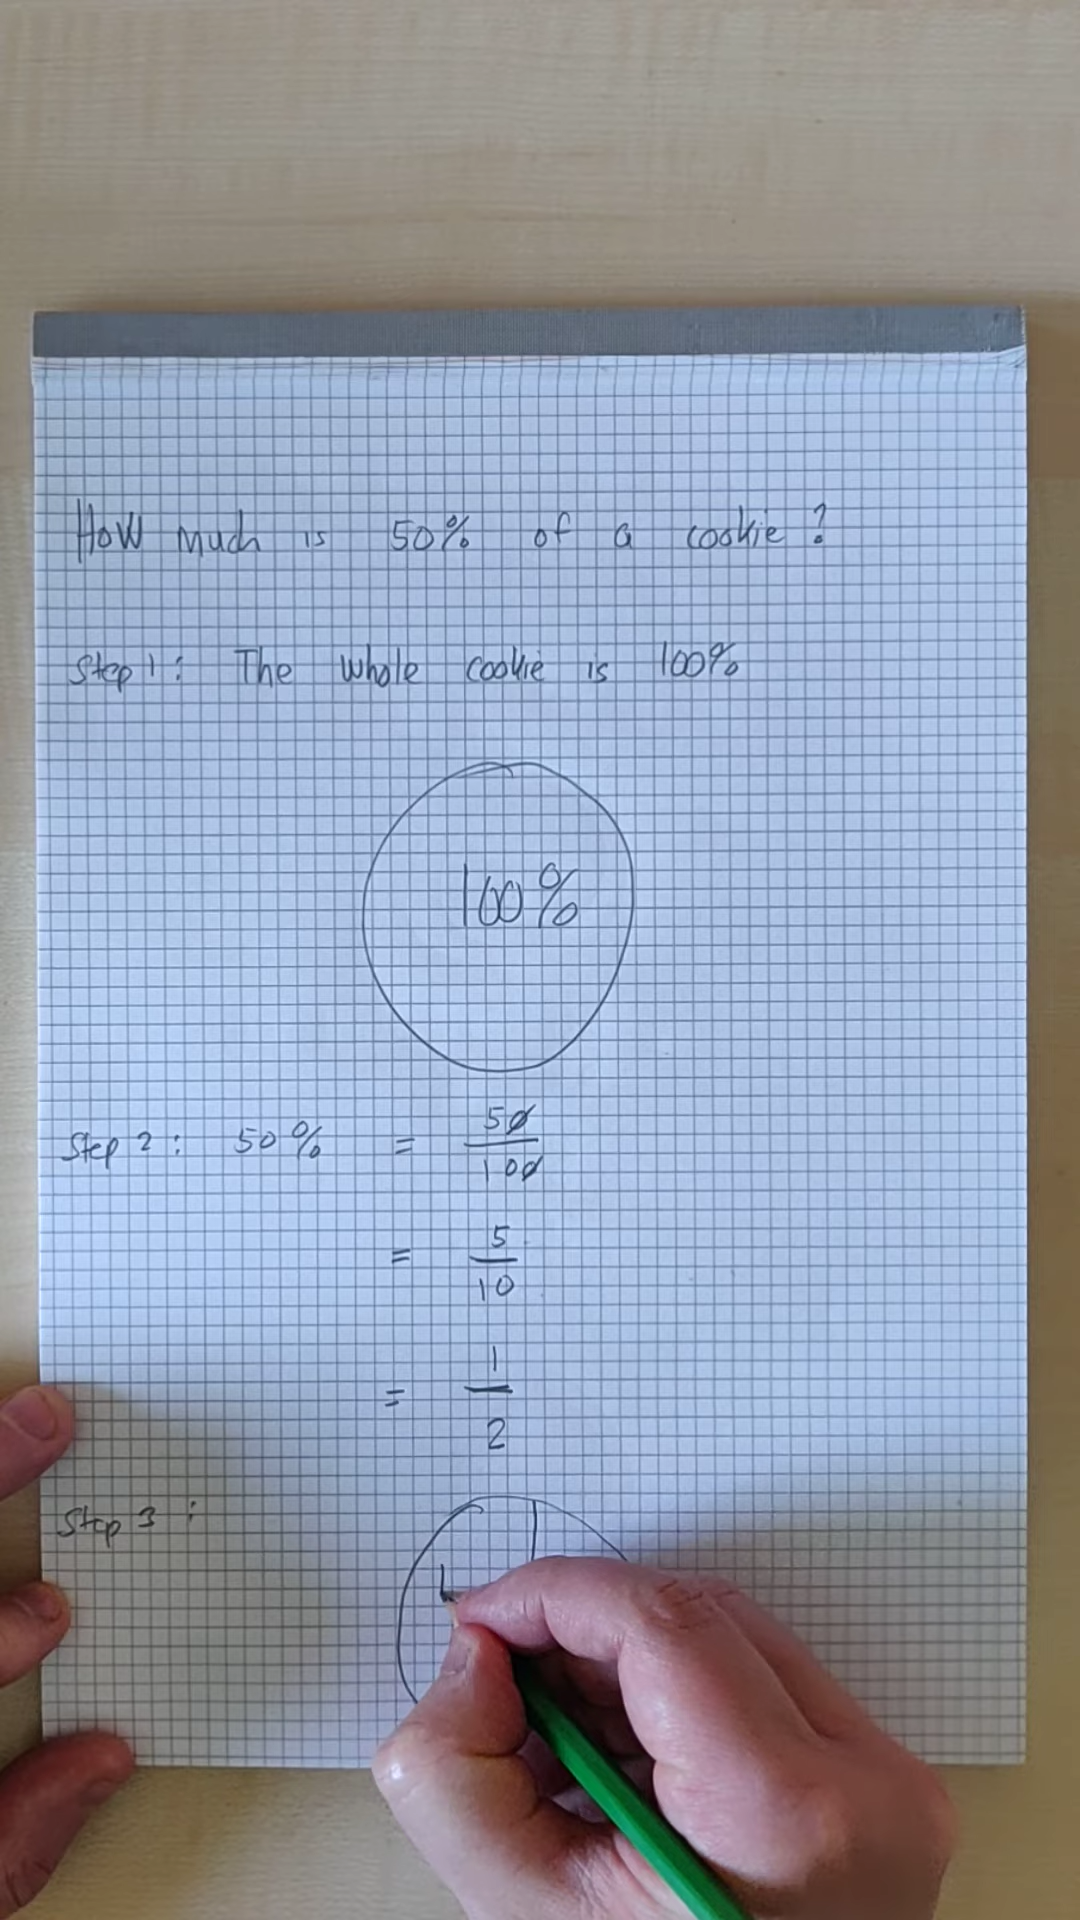 How much is 50% of a cookie?
Step 1: The whole cookie is 100%
100%
Step 2: 50% = 50/100
= 5/10
= 1/2
Step 3: